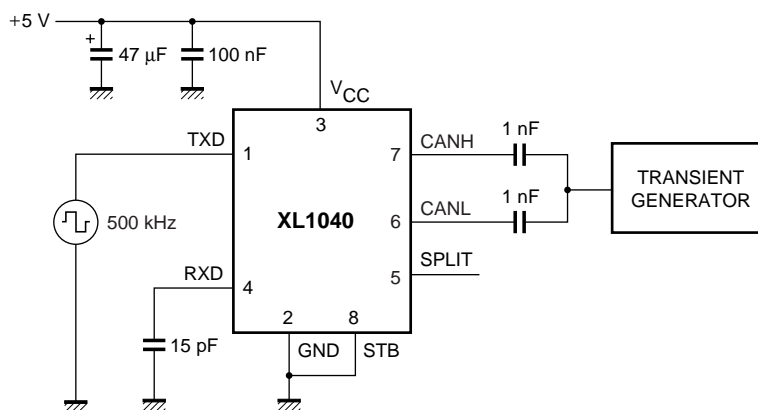 +5 V
+
47 μF
100 nF
VCC
TXD
3
1
CANH
1 nF
7
TRANSIENT
GENERATOR
500 kHz
XL1040
CANL
1 nF
6
SPLIT
5
RXD
4
2
8
15 pF
GND
STB